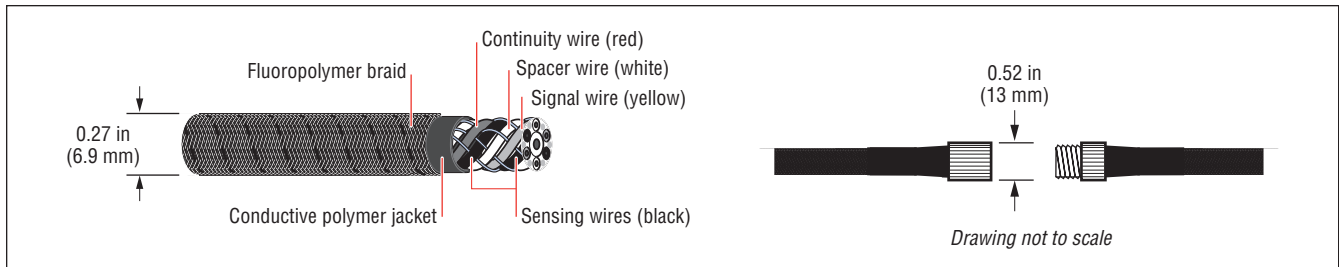 Continuity wire (red)
Fluoropolymer braid
Spacer wire (white)
Signal wire (yellow)
0.27 in
(6.9 mm)
Conductive polymer jacket
Sensing wires (black)
0.52 in
(13 mm)
Drawing not to scale